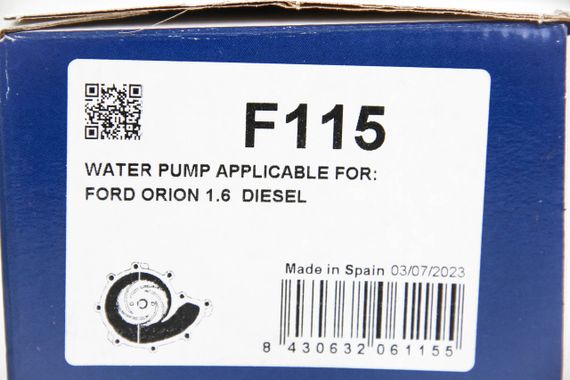 F115
WATER PUMP APPLICABLE FOR:
FORD ORION 1.6 DIESEL
Made in Spain 03/07/2023
8 430632 061155